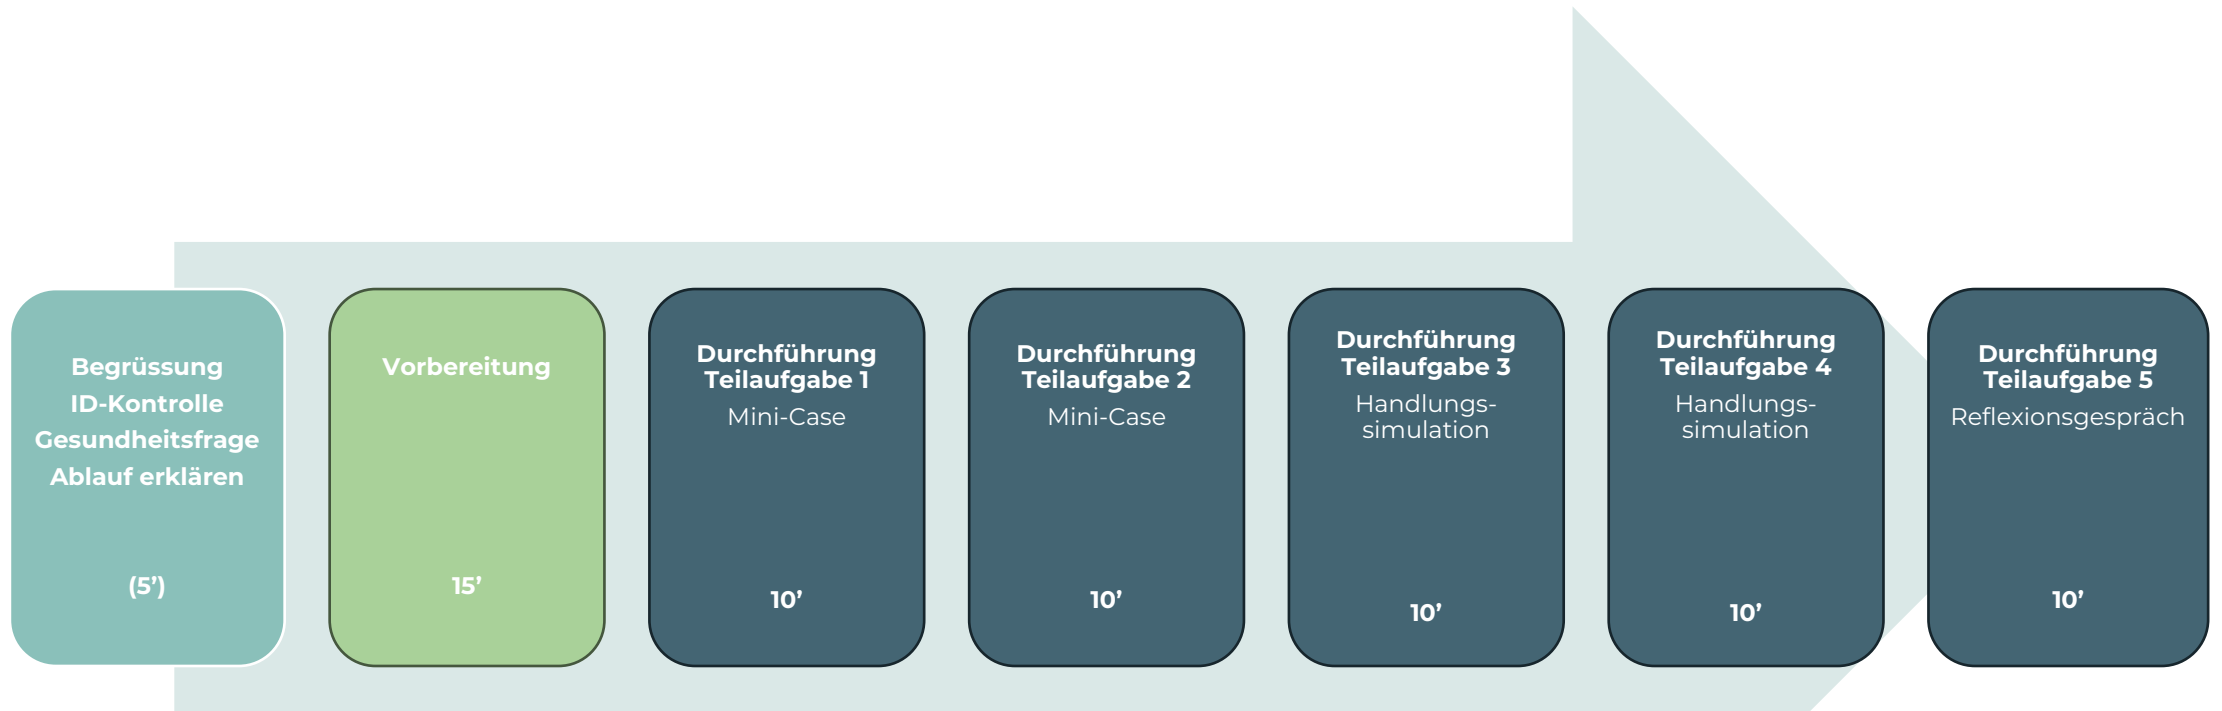 Begrüssung
ID-Kontrolle
Gesundheitsfrage
Ablauf erklären
(5’)
Vorbereitung
15’
Durchführung
Teilaufgabe 1
Mini-Case
10’
Durchführung
Teilaufgabe 2
Mini-Case
10’
Durchführung
Teilaufgabe 3
Handlungs-
simulation
10’
Durchführung
Teilaufgabe 4
Handlungs-
simulation
10’
Durchführung
Teilaufgabe 5
Reflexionsgespräch
10’